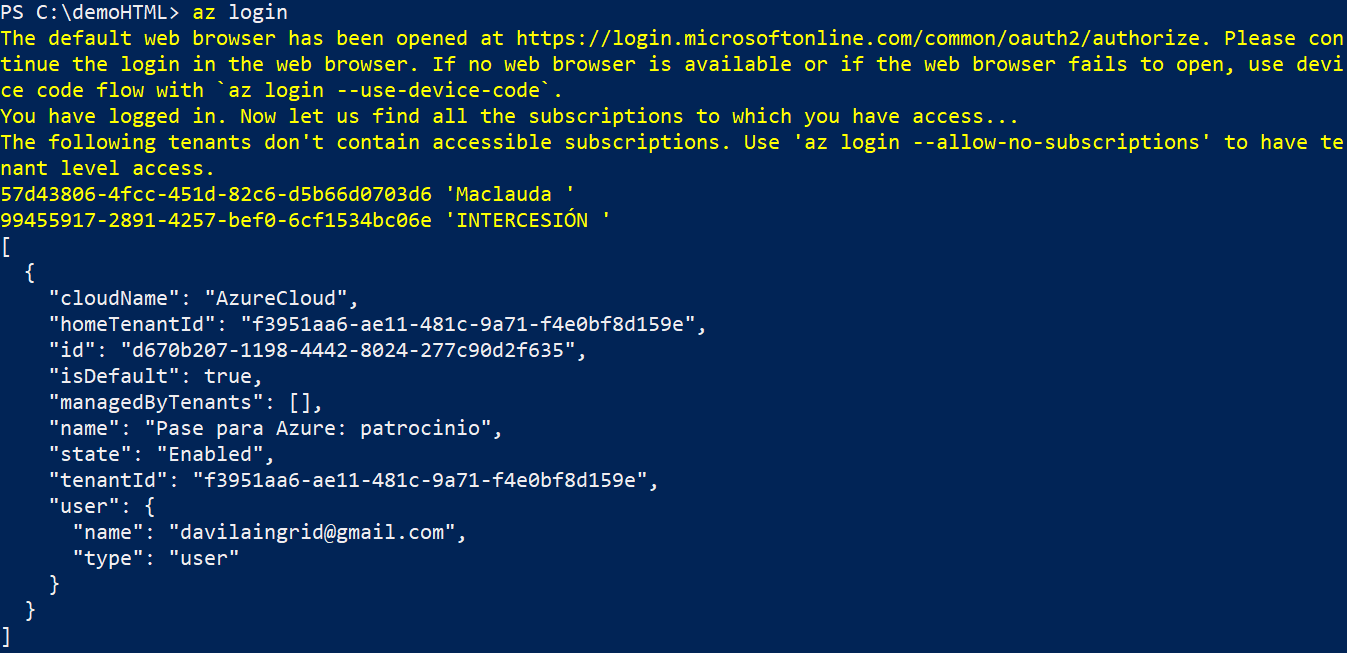 PS C:\demoHTML> az login
The default web browser has been opened at https://login.microsoftonline.com/common/oauth2/authorize. Please con
tinue the login in the web browser. If no web browser is available or if the web browser fails to open, use devi
ce code flow with `az login --use-device-code`.
You have logged in. Now let us find all the subscriptions to which you have access...
The following tenants don't contain accessible subscriptions. Use 'az login --allow-no-subscriptions' to have te
nant level access.
57d43806-4fcc-451d-82c6-d5b66d0703d6 'Maclauda '
99455917-2891-4257-bef0-6cf1534bc06e 'INTERCESIÓN '
[
  {
    "cloudName": "AzureCloud",
    "homeTenantId": "f3951aa6-ae11-481c-9a71-f4e0bf8d159e",
    "id": "d670b207-1198-4442-8024-277c90d2f635",
    "isDefault": true,
    "managedByTenants": [],
    "name": "Pase para Azure: patrocinio",
    "state": "Enabled",
    "tenantId": "f3951aa6-ae11-481c-9a71-f4e0bf8d159e",
    "user": {
      "name": "davilaingrid@gmail.com",
      "type": "user"
    }
  }
]